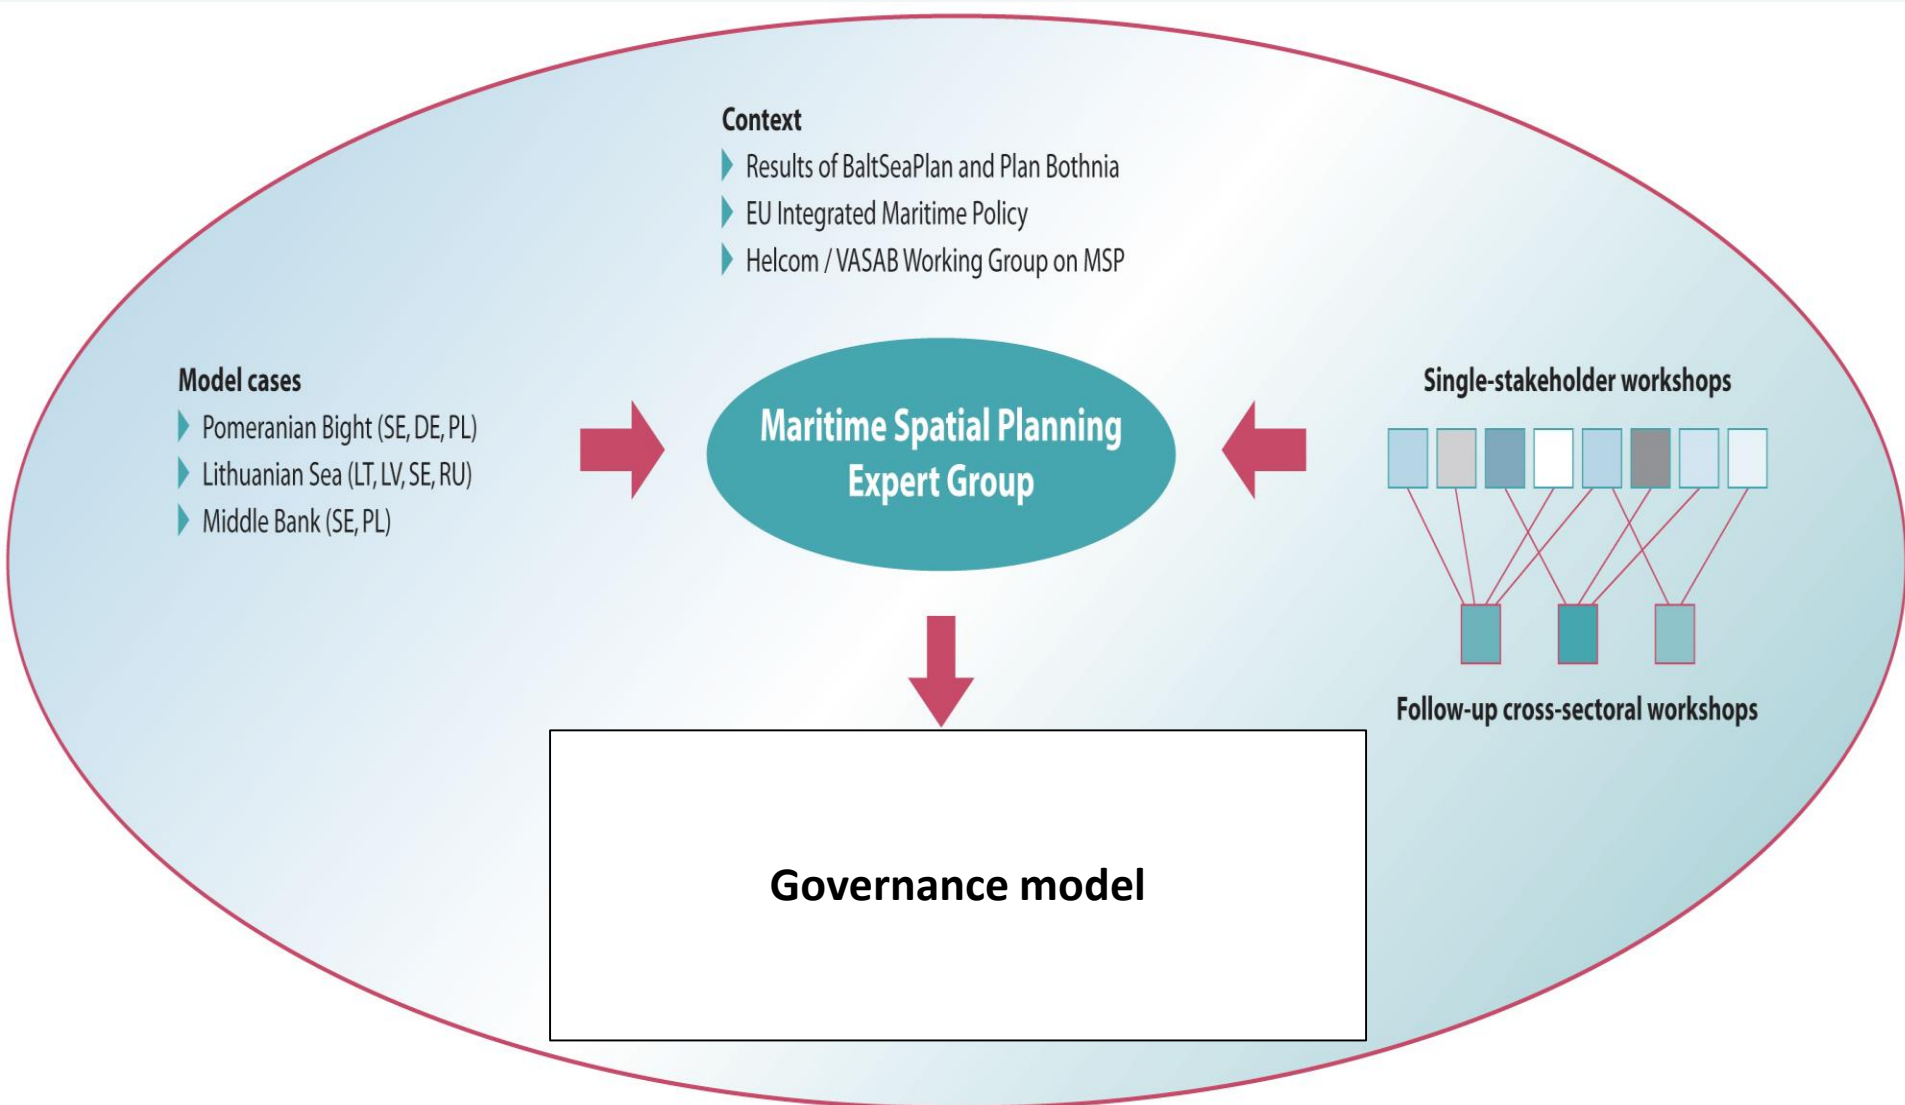 Context
Results of BaltSeaPlan and Plan Bothnia
EU Integrated Maritime Policy
Helcom / VASAB Working Group on MSP
Model cases
Pomeranian Bight (SE, DE, PL)
Lithuanian Sea (LT, LV, SE, RU)
Middle Bank (SE, PL)
Maritime Spatial Planning
Expert Group
Single-stakeholder workshops
Follow-up cross-sectoral workshops
Governance model